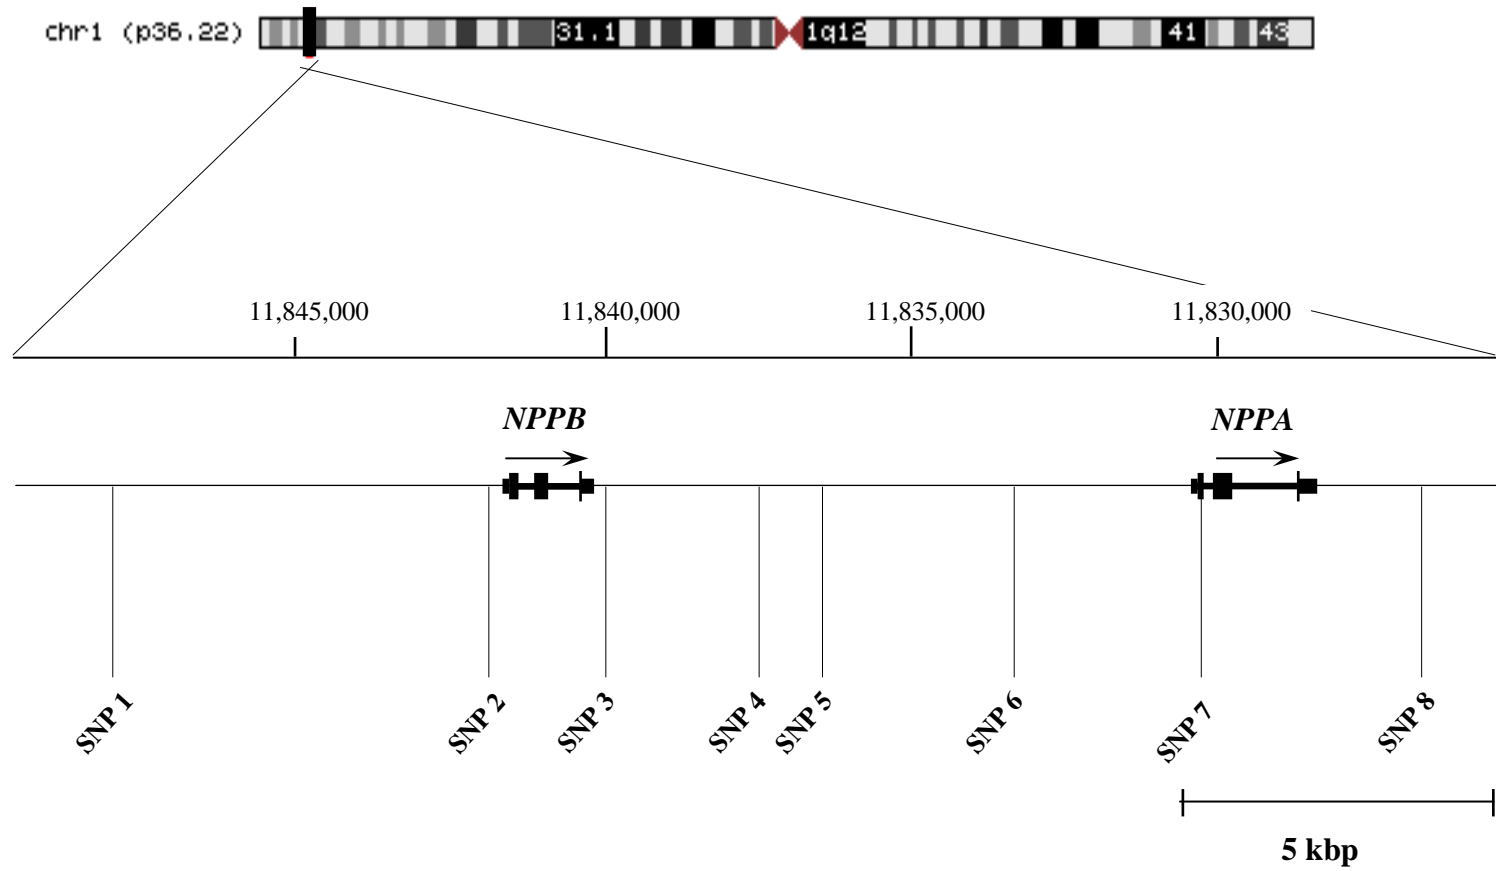 chr1 (p36.22) 31.1 1q12 41 43
11,845,000 11,840,000 11,835,000 11,830,000
NPPB NPPA
SNP 1 SNP 2 SNP 3 SNP 4 SNP 5 SNP 6 SNP 7 SNP 8
5 kbp